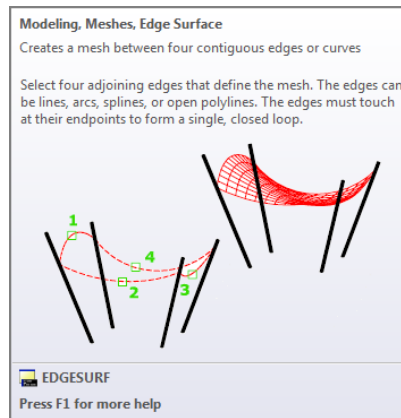 Modeling, Meshes, Edge Surface
Creates a mesh between four contiguous edges or curves
Select four adjoining edges that define the mesh. The edges can
be lines, arcs, splines, or open polylines. The edges must touch
at their endpoints to form a single, closed loop.
1
4
2
3
EDGESURF
Press F1 for more help